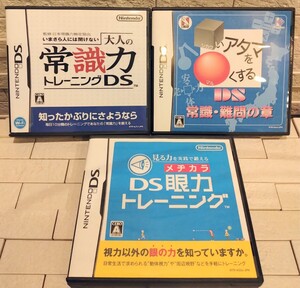 NINTENDO DS
Nintendo
いまさら人には聞けない
大人の
常識力
トレーニングDS
知ったかぶりにさようなら
NINTENDO DS
アタマを
くする
DS
常識・難問の章
NINTENDO DS
Nintendo
見る力を実践で鍛える
メヂカラ
DS眼力
トレーニング
視力以外の眼の力を知っていますか。